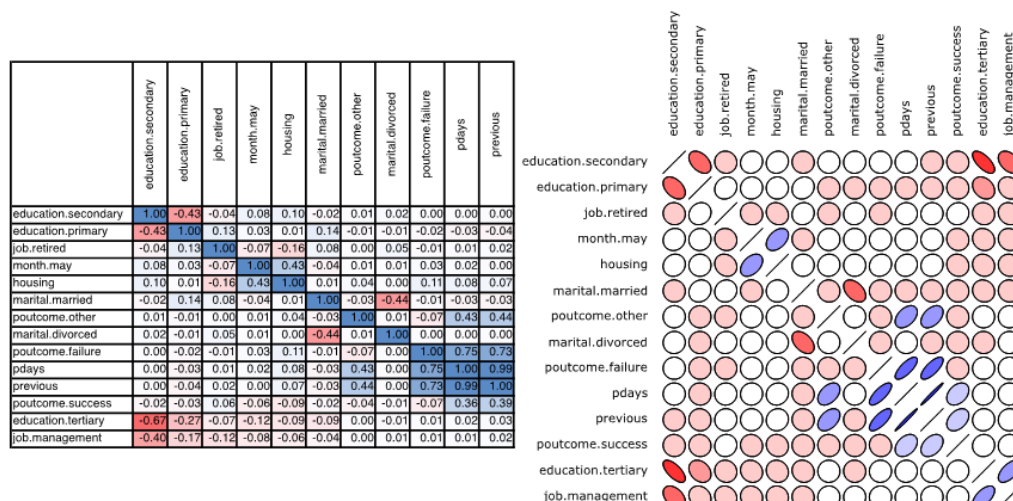 education.secondary education.primary job.retired month.may housing marital.married poutcome.other marital.divorced poutcome.failure pdays previous
education.secondary 1.00 -0.43 -0.04 0.08 0.10 -0.02 0.01 0.02 0.00 0.00 0.00
education.primary -0.43 1.00 0.13 0.03 0.01 0.14 -0.01 -0.01 -0.02 -0.03 -0.04
job.retired -0.04 0.13 1.00 -0.07 -0.16 0.08 0.00 0.05 -0.01 0.01 0.02
month.may 0.08 0.03 -0.07 1.00 0.43 -0.04 0.01 0.01 0.03 0.02 0.00
housing 0.10 0.01 -0.16 0.43 1.00 0.01 0.04 0.00 0.11 0.08 0.07
marital.married -0.02 0.14 0.08 -0.04 0.01 1.00 -0.03 -0.44 -0.01 -0.03 -0.03
poutcome.other 0.01 -0.01 0.00 0.01 0.04 -0.03 1.00 0.01 -0.07 0.43 0.44
marital.divorced 0.02 -0.01 0.05 0.01 0.00 -0.44 0.01 1.00 0.00 0.00 0.00
poutcome.failure 0.00 -0.02 -0.01 0.03 0.11 -0.01 -0.07 0.00 1.00 0.75 0.73
pdays 0.00 -0.03 0.01 0.02 0.08 -0.03 0.43 0.00 0.75 1.00 0.99
previous 0.00 -0.04 0.02 0.00 0.07 -0.03 0.44 0.00 0.73 0.99 1.00
poutcome.success -0.02 -0.03 0.06 -0.06 -0.09 -0.02 -0.04 -0.01 -0.07 0.36 0.39
education.tertiary -0.67 -0.27 -0.07 -0.12 -0.09 -0.09 0.00 -0.01 0.01 0.02 0.03
job.management -0.40 -0.17 -0.12 -0.08 -0.06 -0.04 0.00 0.01 0.01 0.01 0.02
education.secondary education.primary job.retired month.may housing marital.married poutcome.other marital.divorced poutcome.failure pdays previous poutcome.success education.tertiary job.management
education.secondary
education.primary
job.retired
month.may
housing
marital.married
poutcome.other
marital.divorced
poutcome.failure
pdays
previous
poutcome.success
education.tertiary
job.management